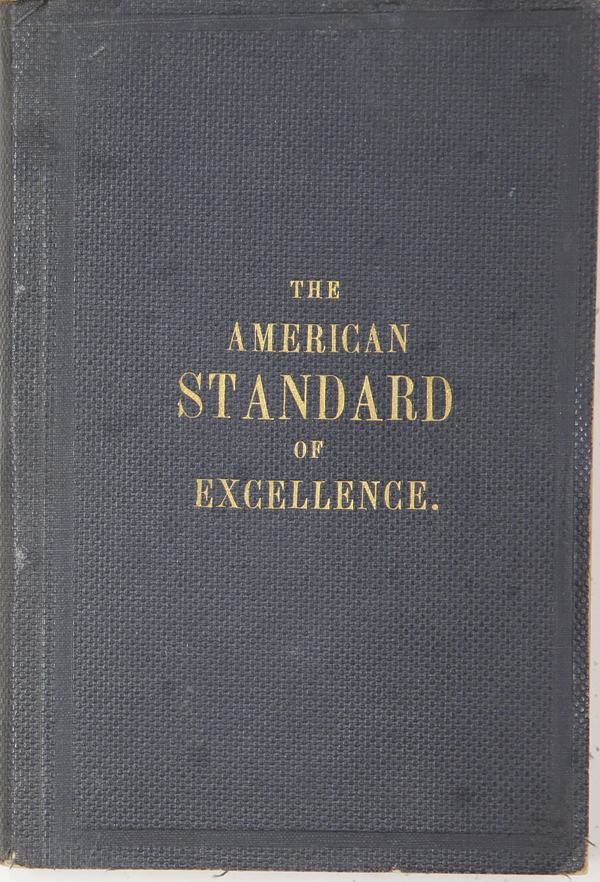 THE
AMERICAN
STANDARD
OF
EXCELLENCE.